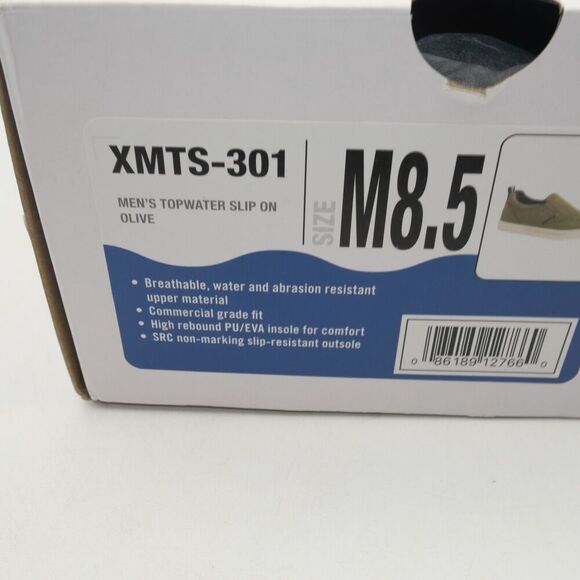 XMTS-301
MEN'S TOPWATER SLIP ON
OLIVE
SIZE
M8.5
• Breathable, water and abrasion resistant
upper material
• Commercial grade fit
• High rebound PU/EVA insole for comfort
• SRC non-marking slip-resistant outsole
0 86189 12766 0